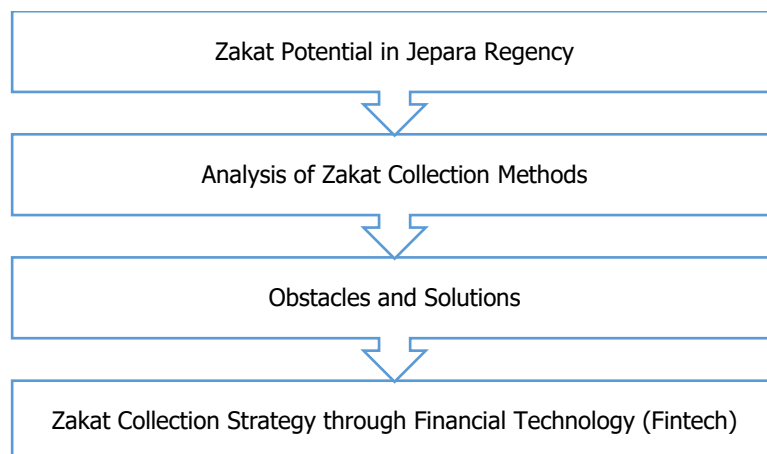 Zakat Potential in Jepara Regency
Analysis of Zakat Collection Methods
Obstacles and Solutions
Zakat Collection Strategy through Financial Technology (Fintech)